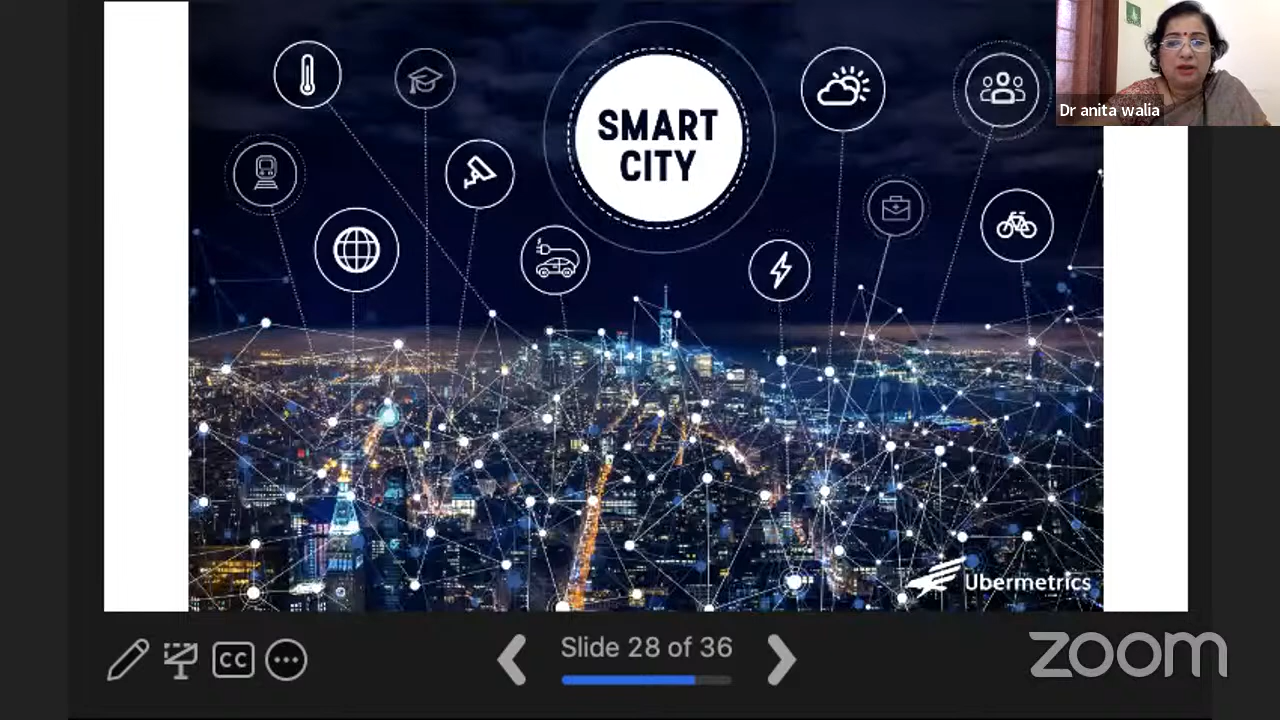 SMART
CITY
Dr anita walia
Ubermetrics
CC
Slide 28 of 36
zoom